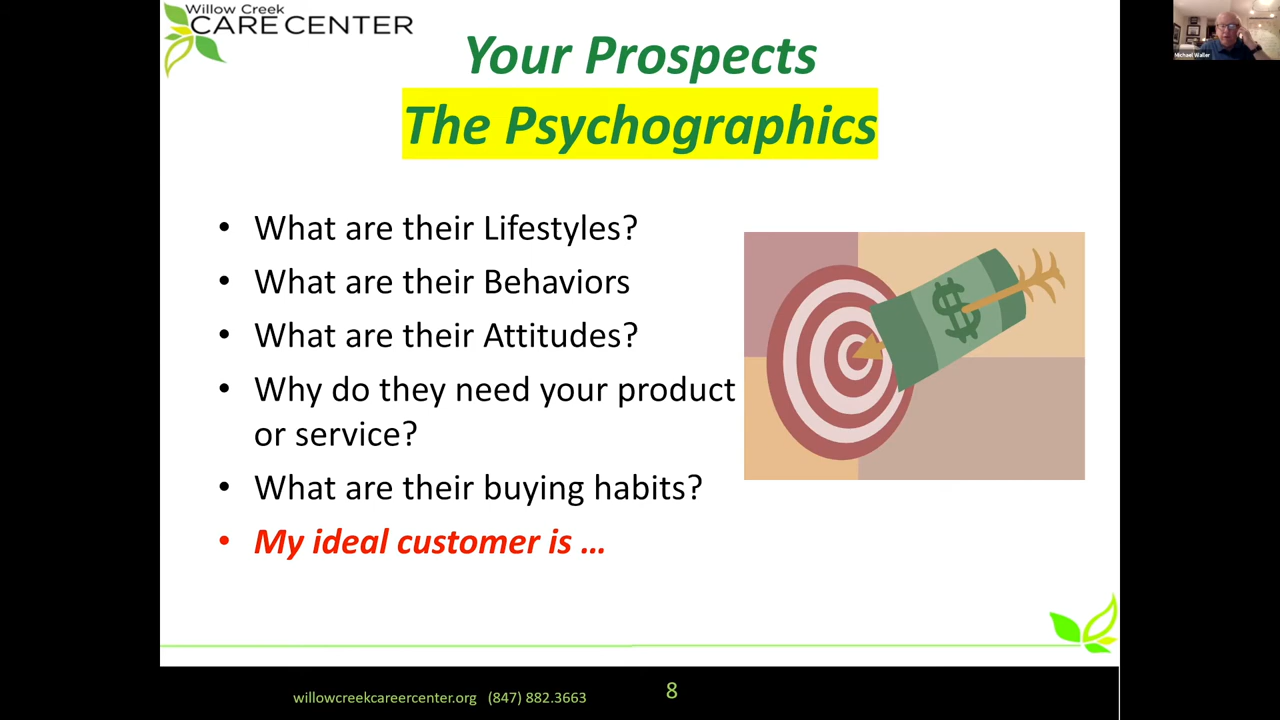 Willow Creek
CARE CENTER
Your Prospects
The Psychographics
• What are their Lifestyles?
• What are their Behaviors
• What are their Attitudes?
• Why do they need your product
or service?
• What are their buying habits?
• My ideal customer is ...
$
willowcreekcareercenter.org (847) 882.3663
8
Michael Waller